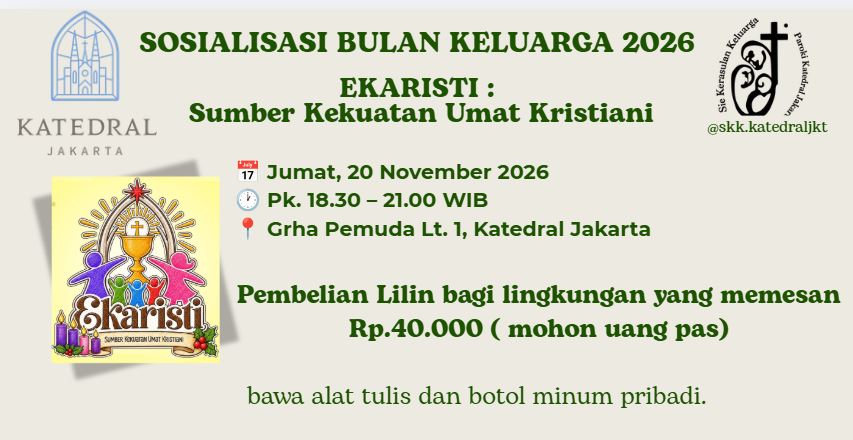 KATEDRAL
JAKARTA
SOSIALISASI BULAN KELUARGA 2026
EKARISTI :
Sumber Kekuatan Umat Kristiani
Sie Kerasulan Keluarga
Paroki Katedral Jakarta
@skk.katedraljkt
Jumat, 20 November 2026
Pk. 18.30 – 21.00 WIB
Grha Pemuda Lt. 1, Katedral Jakarta
Ekaristi
SUMBER KEKUATAN UMAT KRISTIANI
Pembelian Lilin bagi lingkungan yang memesan
Rp.40.000 ( mohon uang pas)
bawa alat tulis dan botol minum pribadi.